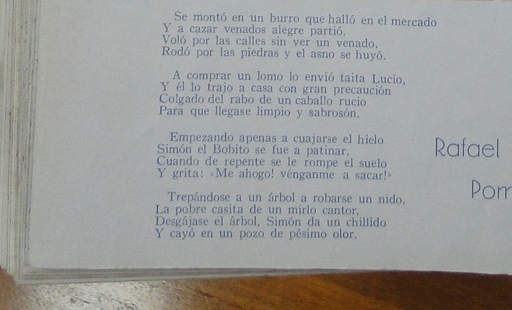 Se montó en un burro que halló en el mercado
Y a cazar venados alegre partió,
Voló por las calles sin ver un venado,
Rodó por las piedras y el asno se huyó.
A comprar un lomo lo envió taita Lucio,
Y él lo trajo a casa con gran precaución
Colgado del rabo de un caballo rucio
Para que llegase limpio y sabrosón.
Empezando apenas a cuajarse el hielo
Simón el Bobito se fue a patinar,
Cuando de repente se le rompe el suelo
Y grita: «Me ahogo! vénganme a sacar!»
Trepándose a un árbol a robarse un nido,
La pobre casita de un mirlo cantor,
Desgájase el árbol, Simón da un chillido
Y cayó en un pozo de pésimo olor.
Rafael
Pom